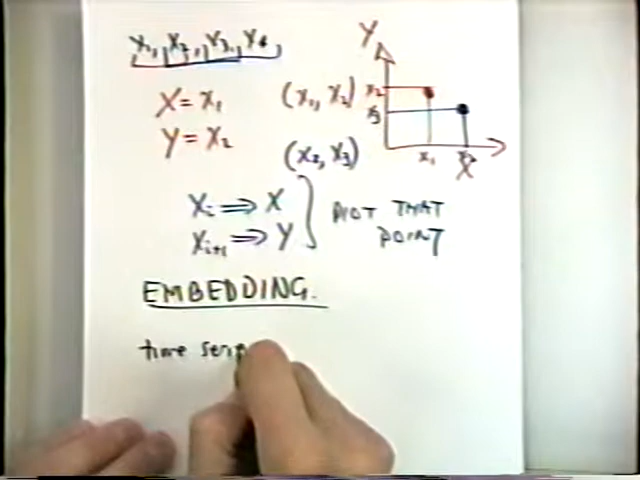 x₁, x₂, x₃, x₄
X = x₁
Y = x₂
(x₁, x₂)
(x₂, x₃)
Y
x₂
x₃
x₁ x₂
X
xᵢ ⇒ X
xᵢ₊₁ ⇒ Y
} PLOT THAT
POINT
EMBEDDING.
time seri